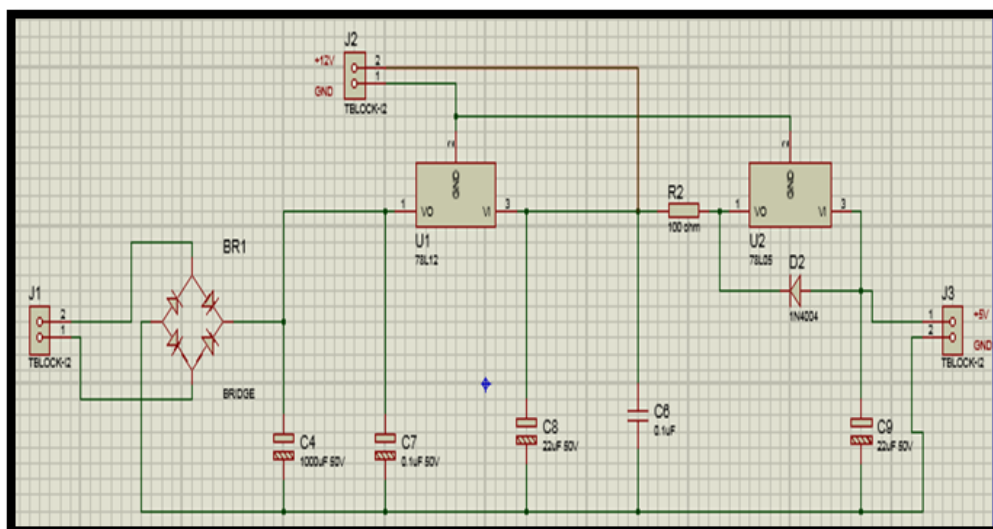 J2
+12V
2
1
GND
TBLOCK-I2
1
VO
GND
VI
3
U1
78L12
R2
100 ohm
1
VO
GND
VI
3
U2
78L05
D2
1N4004
BR1
BRIDGE
J1
2
1
TBLOCK-I2
J3
1
+5V
2
GND
TBLOCK-I2
C4
1000uF 50V
C7
0.1uF 50V
C8
22uF 50V
C6
0.1uF
C9
22uF 50V